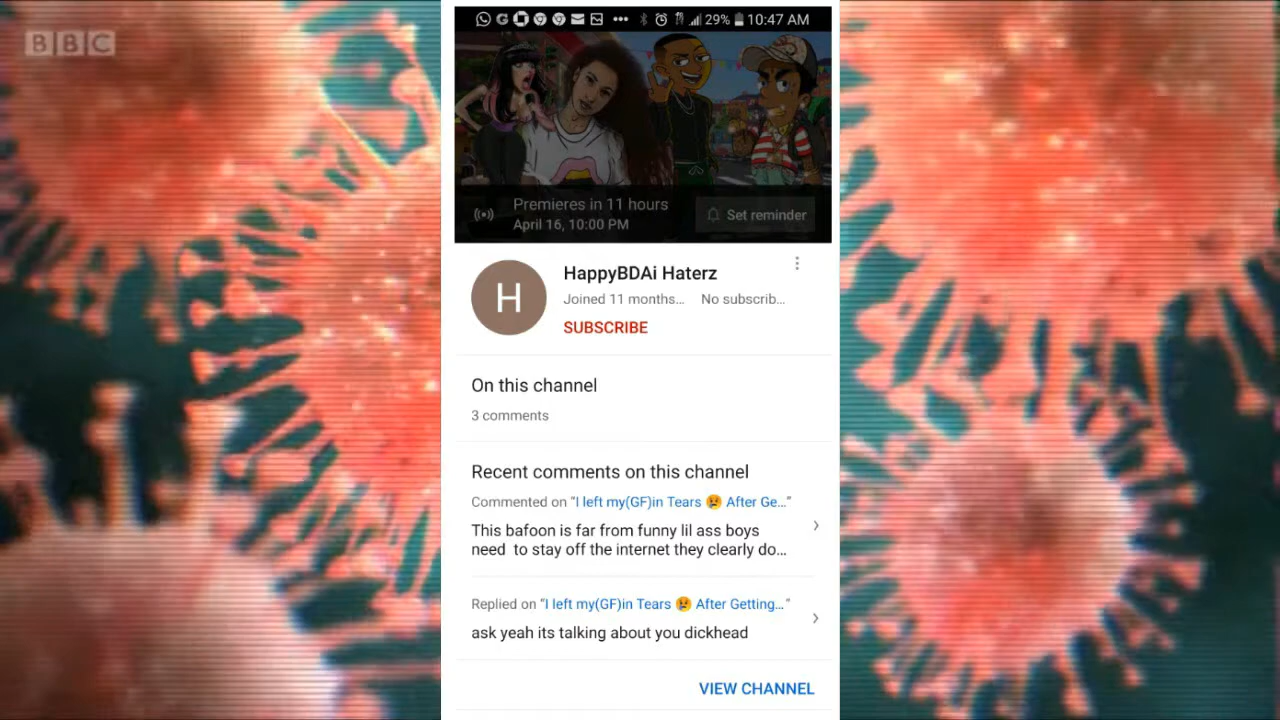 BBC
29% 10:47 AM
Premieres in 11 hours
April 16, 10:00 PM
Set reminder
H
HappyBDAi Haterz
Joined 11 months... No subscrib...
SUBSCRIBE
On this channel
3 comments
Recent comments on this channel
Commented on "I left my(GF)in Tears 😢 After Ge..."
This bafoon is far from funny lil ass boys
need to stay off the internet they clearly do...
Replied on "I left my(GF)in Tears 😢 After Getting..."
ask yeah its talking about you dickhead
VIEW CHANNEL